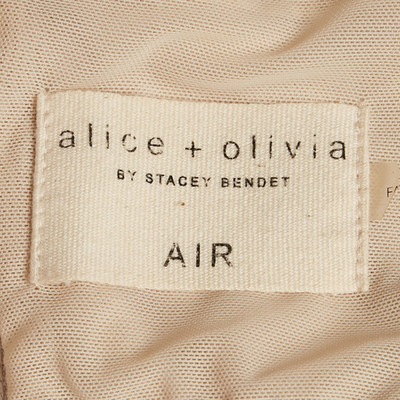 alice + olivia
BY STACEY BENDET
AIR